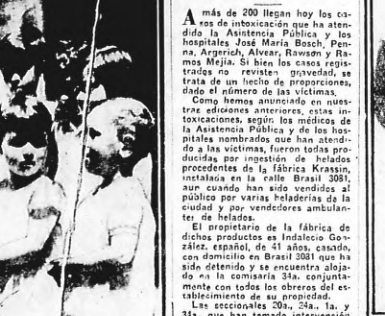 A más de 200 llegan hoy los ca-
sos de intoxicación que ha aten-
dido la Asistencia Pública y los
hospitales José María Bosch, Pen-
na, Argerich, Alvear, Rawson y Ra-
mos Mejía. Si bien los casos regis-
trados no revisten gravedad, se
trata de un hecho de proporciones,
dado el número de las víctimas.
Como hemos anunciado en nues-
tras ediciones anteriores, estas in-
toxicaciones, según los médicos de
la Asistencia Pública y de los hos-
pitales nombrados que han atendi-
do a las víctimas, fueron todas pro-
ducidas por ingestión de helados
procedentes de la fábrica Krassin,
instalada en la calle Brasil 3081,
aun cuando han sido vendidos al
público por varias heladerías de la
ciudad y por vendedores ambulan-
tes de helados.
El propietario de la fábrica de
dichos productos es Indalecio Gon-
zález, español, de 41 años, casado,
con domicilio en Brasil 3081 que ha
sido detenido y se encuentra aloja-
do en la comisaría 34a. conjunta-
mente con todos los obreros del es-
tablecimiento de su propiedad.
Las seccionales 20a., 24a., 1a. y
34a. que han tomado intervención